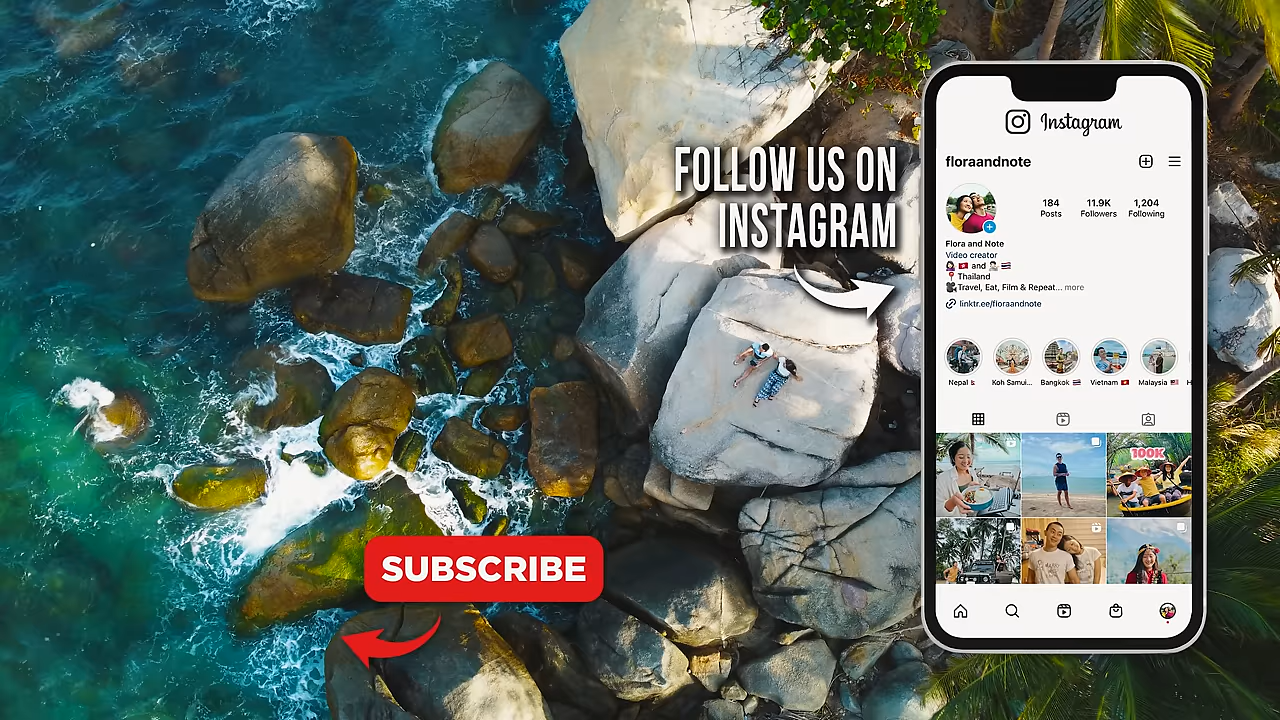 FOLLOW US ON
INSTAGRAM
SUBSCRIBE
Instagram
floraandnote
184 11.9K 1,204
Posts Followers Following
Flora and Note
Video creator
and
Thailand
Travel, Eat, Film & Repeat... more
linktr.ee/floraandnote
Nepal Koh Samui... Bangkok Vietnam Malaysia H
100K